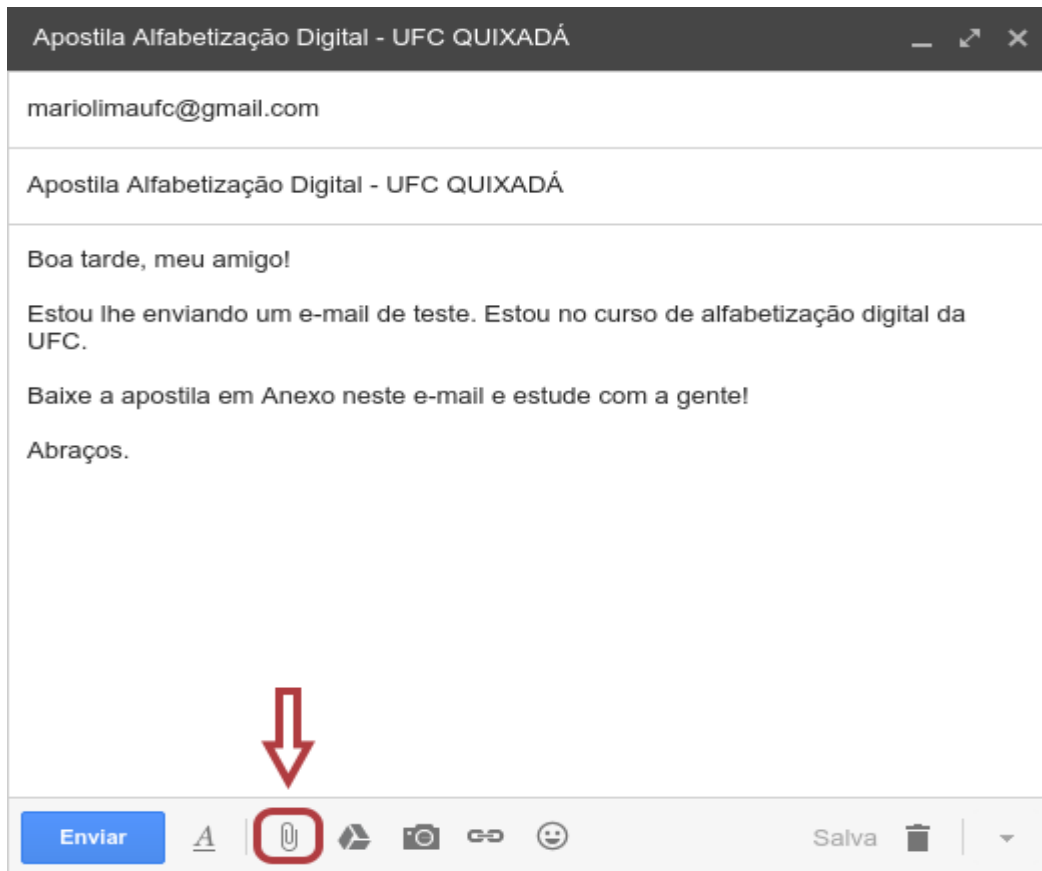 Apostila Alfabetização Digital - UFC QUIXADÁ
mariolimaufc@gmail.com
Apostila Alfabetização Digital - UFC QUIXADÁ
Boa tarde, meu amigo!
Estou lhe enviando um e-mail de teste. Estou no curso de alfabetização digital da
UFC.
Baixe a apostila em Anexo neste e-mail e estude com a gente!
Abraços.
Enviar A Salva